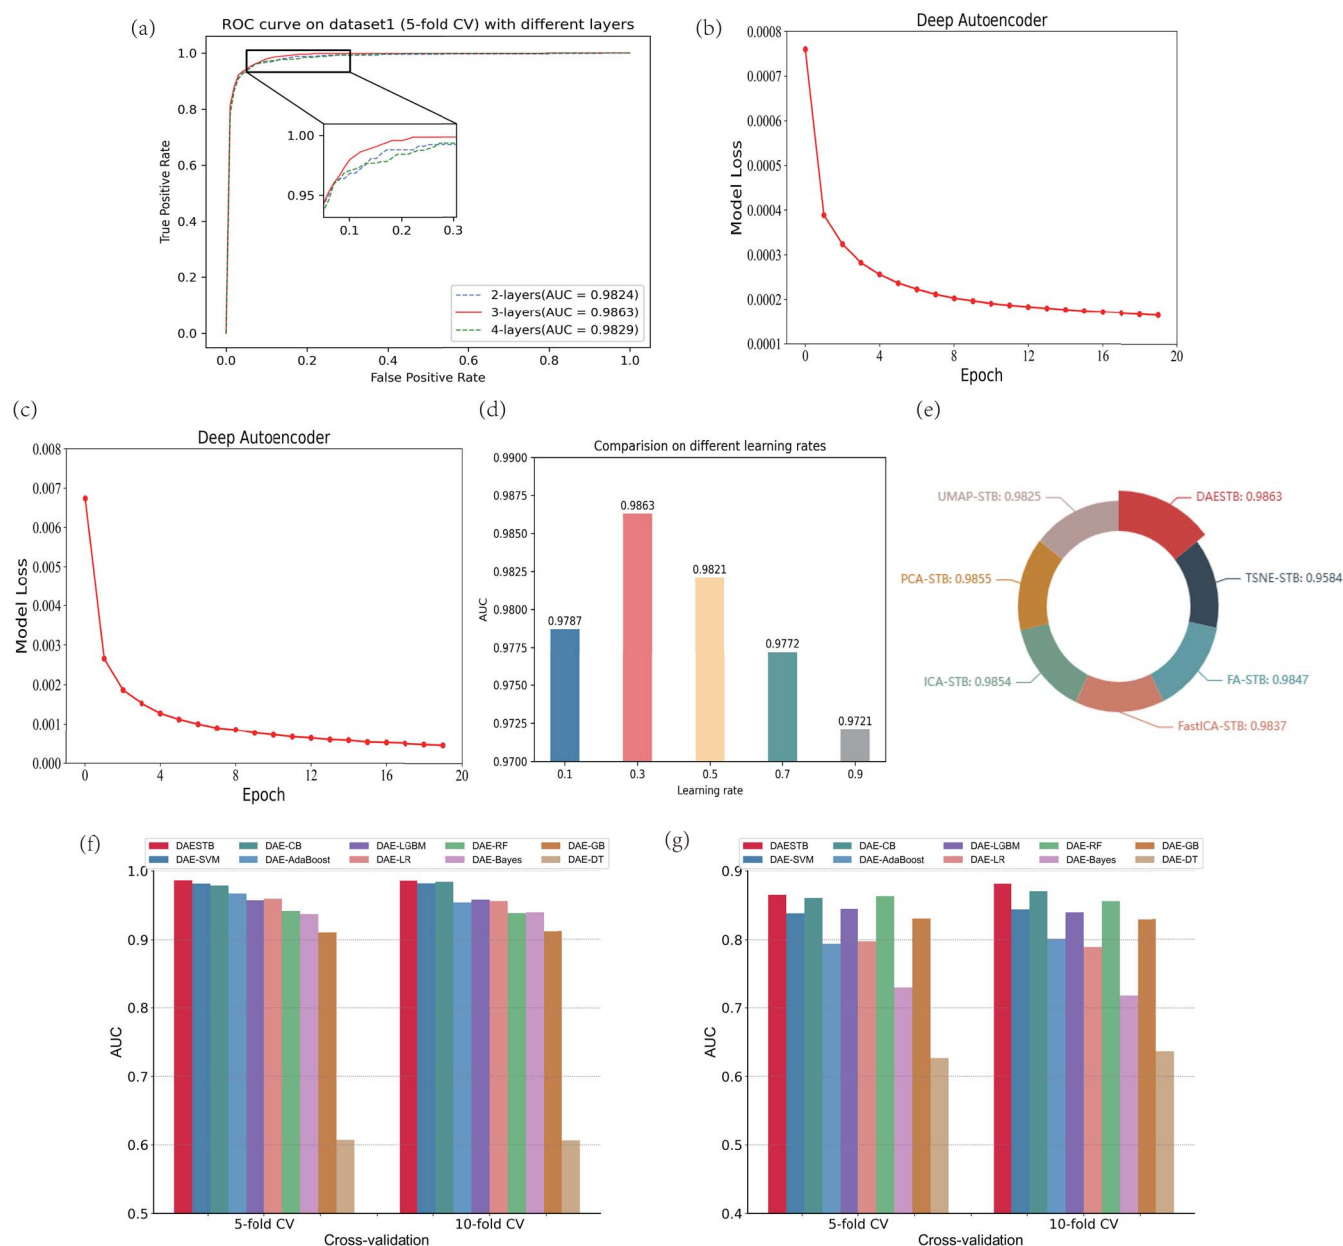 (a)
ROC curve on dataset1 (5-fold CV) with different layers
True Positive Rate
1.0
0.8
0.6
0.4
0.2
0.0
1.00
0.95
0.1 0.2 0.3
2-layers(AUC = 0.9824)
3-layers(AUC = 0.9863)
4-layers(AUC = 0.9829)
0.0 0.2 0.4 0.6 0.8 1.0
False Positive Rate
(b)
Deep Autoencoder
Model Loss
0.0008
0.0007
0.0006
0.0005
0.0004
0.0003
0.0002
0.0001
0 4 8 12 16 20
Epoch
(c)
Deep Autoencoder
Model Loss
0.008
0.007
0.006
0.005
0.004
0.003
0.002
0.001
0.000
0 4 8 12 16 20
Epoch
(d)
Comparision on different learning rates
AUC
0.9900
0.9875
0.9850
0.9825
0.9800
0.9775
0.9750
0.9725
0.9700
0.9787
0.9863
0.9821
0.9772
0.9721
0.1 0.3 0.5 0.7 0.9
Learning rate
(e)
UMAP-STB: 0.9825
DAESTB: 0.9863
PCA-STB: 0.9855
TSNE-STB: 0.9584
ICA-STB: 0.9854
FA-STB: 0.9847
FastICA-STB: 0.9837
(f)
DAESTB DAE-CB DAE-LGBM DAE-RF DAE-GB
DAE-SVM DAE-AdaBoost DAE-LR DAE-Bayes DAE-DT
AUC
1.0
0.9
0.8
0.7
0.6
0.5
5-fold CV 10-fold CV
Cross-validation
(g)
DAESTB DAE-CB DAE-LGBM DAE-RF DAE-GB
DAE-SVM DAE-AdaBoost DAE-LR DAE-Bayes DAE-DT
AUC
0.9
0.8
0.7
0.6
0.5
0.4
5-fold CV 10-fold CV
Cross-validation